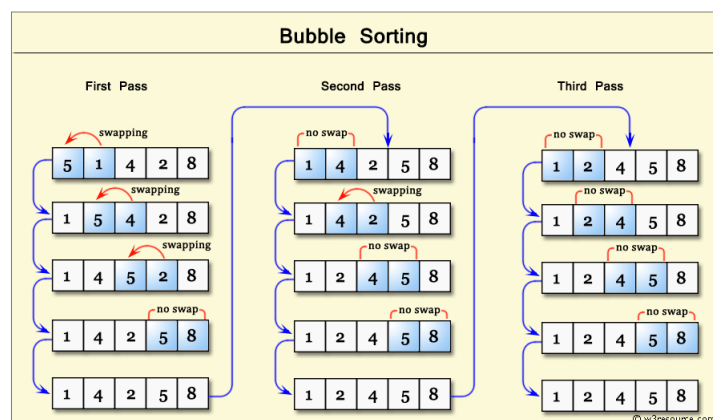 Bubble Sorting
First Pass
swapping
5 1 4 2 8
swapping
1 5 4 2 8
swapping
1 4 5 2 8
no swap
1 4 2 5 8
1 4 2 5 8
Second Pass
no swap
1 4 2 5 8
swapping
1 4 2 5 8
no swap
1 2 4 5 8
no swap
1 2 4 5 8
1 2 4 5 8
Third Pass
no swap
1 2 4 5 8
no swap
1 2 4 5 8
no swap
1 2 4 5 8
no swap
1 2 4 5 8
1 2 4 5 8
© w3resource.com